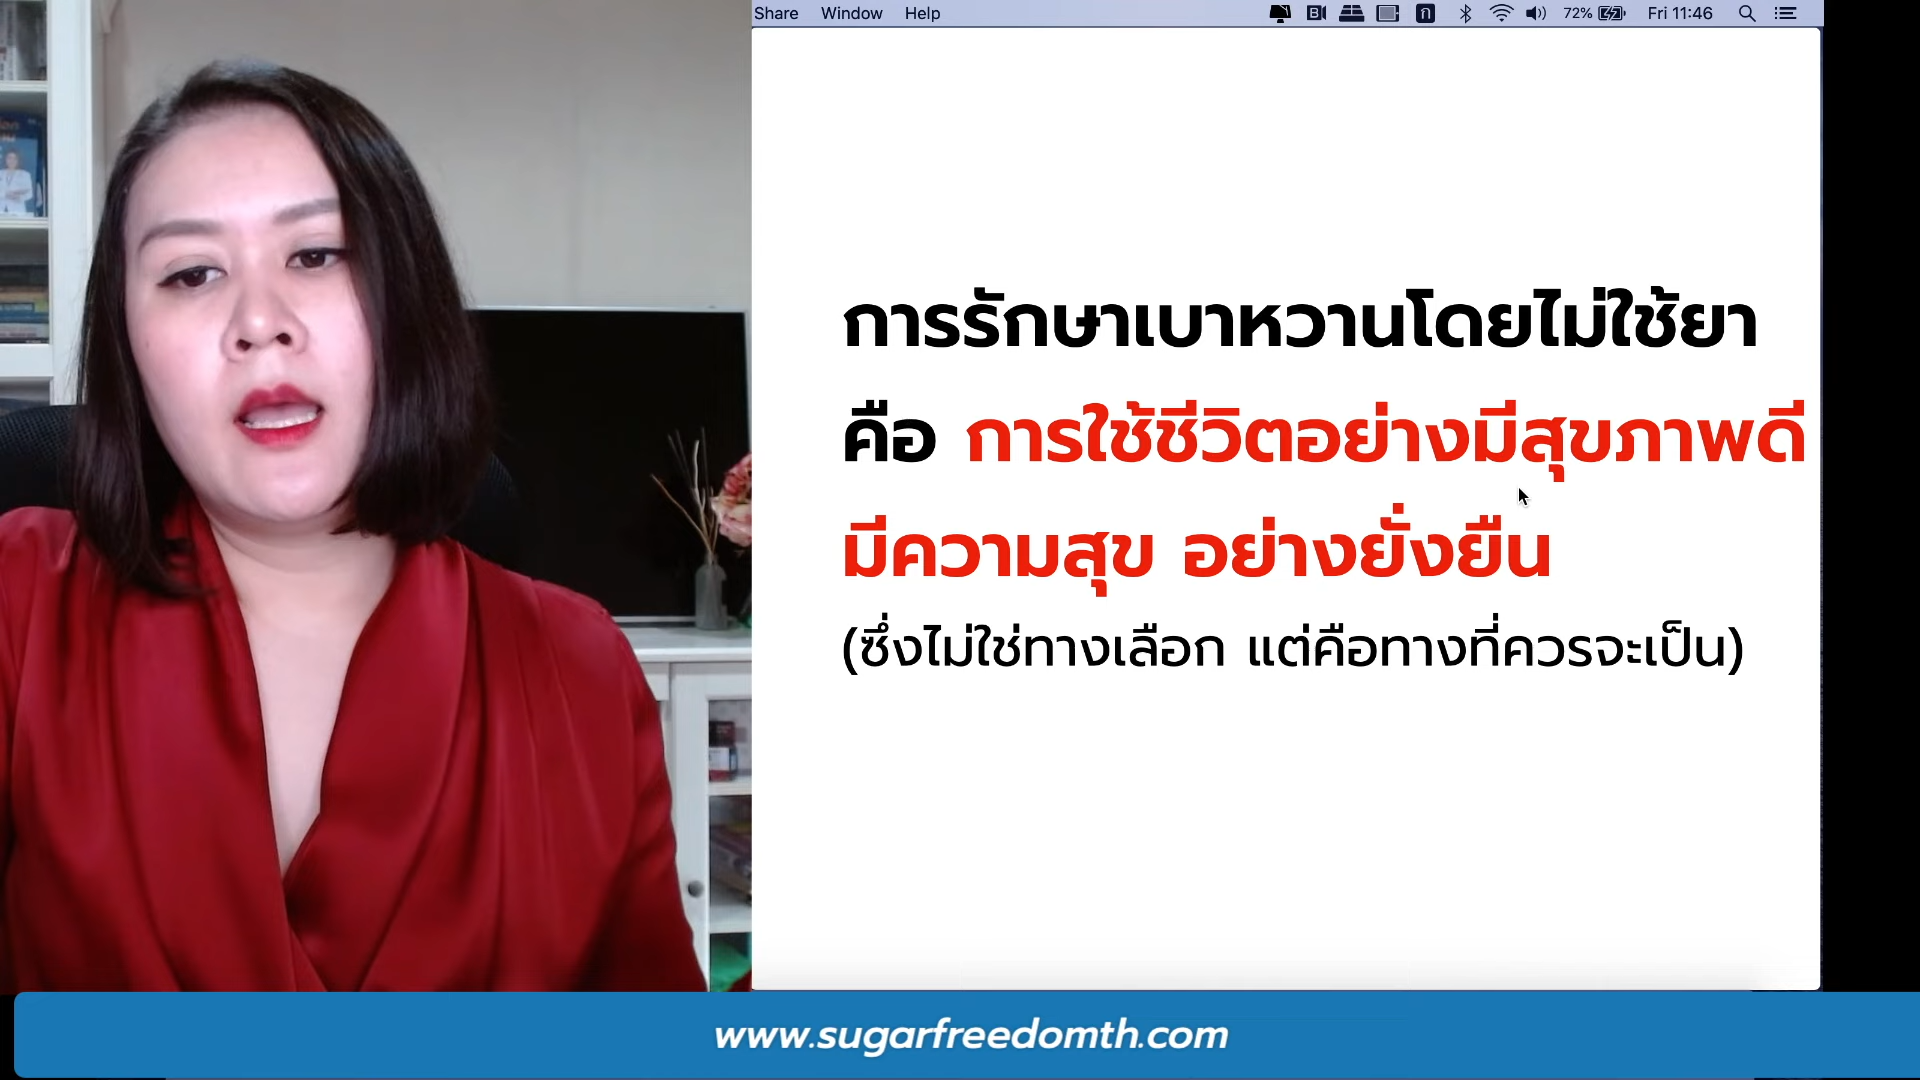 Share Window Help 72% Fri 11:46
การรักษาเบาหวานโดยไม่ใช้ยา
คือ การใช้ชีวิตอย่างมีสุขภาพดี
มีความสุข อย่างยั่งยืน
(ซึ่งไม่ใช่ทางเลือก แต่คือทางที่ควรจะเป็น)
www.sugarfreedomth.com